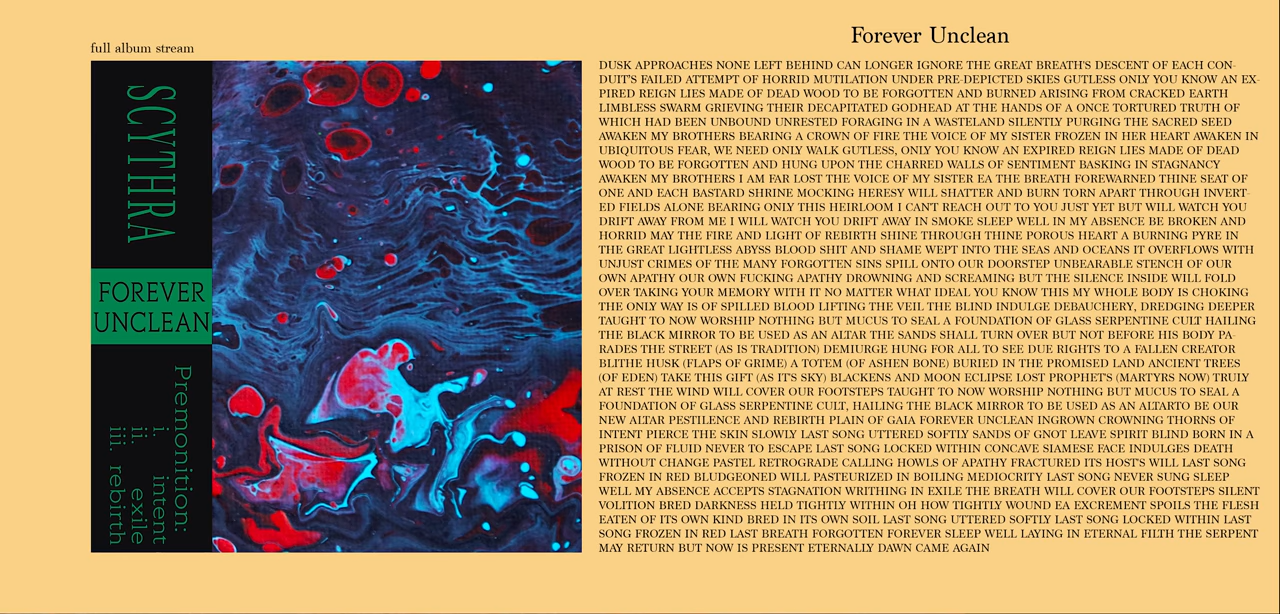 full album stream
SCYTHRA
FOREVER
UNCLEAN
Premonition:
i. intent
ii. exile
iii. rebirth
Forever Unclean
DUSK APPROACHES NONE LEFT BEHIND CAN LONGER IGNORE THE GREAT BREATH'S DESCENT OF EACH CON-
DUIT'S FAILED ATTEMPT OF HORRID MUTILATION UNDER PRE-DEPICTED SKIES GUTLESS ONLY YOU KNOW AN EX-
PIRED REIGN LIES MADE OF DEAD WOOD TO BE FORGOTTEN AND BURNED ARISING FROM CRACKED EARTH
LIMBLESS SWARM GRIEVING THEIR DECAPITATED GODHEAD AT THE HANDS OF A ONCE TORTURED TRUTH OF
WHICH HAD BEEN UNBOUND UNRESTED FORAGING IN A WASTELAND SILENTLY PURGING THE SACRED SEED
AWAKEN MY BROTHERS BEARING A CROWN OF FIRE THE VOICE OF MY SISTER FROZEN IN HER HEART AWAKEN IN
UBIQUITOUS FEAR, WE NEED ONLY WALK GUTLESS, ONLY YOU KNOW AN EXPIRED REIGN LIES MADE OF DEAD
WOOD TO BE FORGOTTEN AND HUNG UPON THE CHARRED WALLS OF SENTIMENT BASKING IN STAGNANCY
AWAKEN MY BROTHERS I AM FAR LOST THE VOICE OF MY SISTER EA THE BREATH FOREWARNED THINE SEAT OF
ONE AND EACH BASTARD SHRINE MOCKING HERESY WILL SHATTER AND BURN TORN APART THROUGH INVERT-
ED FIELDS ALONE BEARING ONLY THIS HEIRLOOM I CAN'T REACH OUT TO YOU JUST YET BUT WILL WATCH YOU
DRIFT AWAY FROM ME I WILL WATCH YOU DRIFT AWAY IN SMOKE SLEEP WELL IN MY ABSENCE BE BROKEN AND
HORRID MAY THE FIRE AND LIGHT OF REBIRTH SHINE THROUGH THINE POROUS HEART A BURNING PYRE IN
THE GREAT LIGHTLESS ABYSS BLOOD SHIT AND SHAME WEPT INTO THE SEAS AND OCEANS IT OVERFLOWS WITH
UNJUST CRIMES OF THE MANY FORGOTTEN SINS SPILL ONTO OUR DOORSTEP UNBEARABLE STENCH OF OUR
OWN APATHY OUR OWN FUCKING APATHY DROWNING AND SCREAMING BUT THE SILENCE INSIDE WILL FOLD
OVER TAKING YOUR MEMORY WITH IT NO MATTER WHAT IDEAL YOU KNOW THIS MY WHOLE BODY IS CHOKING
THE ONLY WAY IS OF SPILLED BLOOD LIFTING THE VEIL THE BLIND INDULGE DEBAUCHERY, DREDGING DEEPER
TAUGHT TO NOW WORSHIP NOTHING BUT MUCUS TO SEAL A FOUNDATION OF GLASS SERPENTINE CULT HAILING
THE BLACK MIRROR TO BE USED AS AN ALTAR THE SANDS SHALL TURN OVER BUT NOT BEFORE HIS BODY PA-
RADES THE STREET (AS IS TRADITION) DEMIURGE HUNG FOR ALL TO SEE DUE RIGHTS TO A FALLEN CREATOR
BLITHE HUSK (FLAPS OF GRIME) A TOTEM (OF ASHEN BONE) BURIED IN THE PROMISED LAND ANCIENT TREES
(OF EDEN) TAKE THIS GIFT (AS IT'S SKY) BLACKENS AND MOON ECLIPSE LOST PROPHET'S (MARTYRS NOW) TRULY
AT REST THE WIND WILL COVER OUR FOOTSTEPS TAUGHT TO NOW WORSHIP NOTHING BUT MUCUS TO SEAL A
FOUNDATION OF GLASS SERPENTINE CULT, HAILING THE BLACK MIRROR TO BE USED AS AN ALTARTO BE OUR
NEW ALTAR PESTILENCE AND REBIRTH PLAIN OF GAIA FOREVER UNCLEAN INGROWN CROWNING THORNS OF
INTENT PIERCE THE SKIN SLOWLY LAST SONG UTTERED SOFTLY SANDS OF GNOT LEAVE SPIRIT BLIND BORN IN A
PRISON OF FLUID NEVER TO ESCAPE LAST SONG LOCKED WITHIN CONCAVE SIAMESE FACE INDULGES DEATH
WITHOUT CHANGE PASTEL RETROGRADE CALLING HOWLS OF APATHY FRACTURED ITS HOST'S WILL LAST SONG
FROZEN IN RED BLUDGEONED WILL PASTEURIZED IN BOILING MEDIOCRITY LAST SONG NEVER SUNG SLEEP
WELL MY ABSENCE ACCEPTS STAGNATION WRITHING IN EXILE THE BREATH WILL COVER OUR FOOTSTEPS SILENT
VOLITION BRED DARKNESS HELD TIGHTLY WITHIN OH HOW TIGHTLY WOUND EA EXCREMENT SPOILS THE FLESH
EATEN OF ITS OWN KIND BRED IN ITS OWN SOIL LAST SONG UTTERED SOFTLY LAST SONG LOCKED WITHIN LAST
SONG FROZEN IN RED LAST BREATH FORGOTTEN FOREVER SLEEP WELL LAYING IN ETERNAL FILTH THE SERPENT
MAY RETURN BUT NOW IS PRESENT ETERNALLY DAWN CAME AGAIN